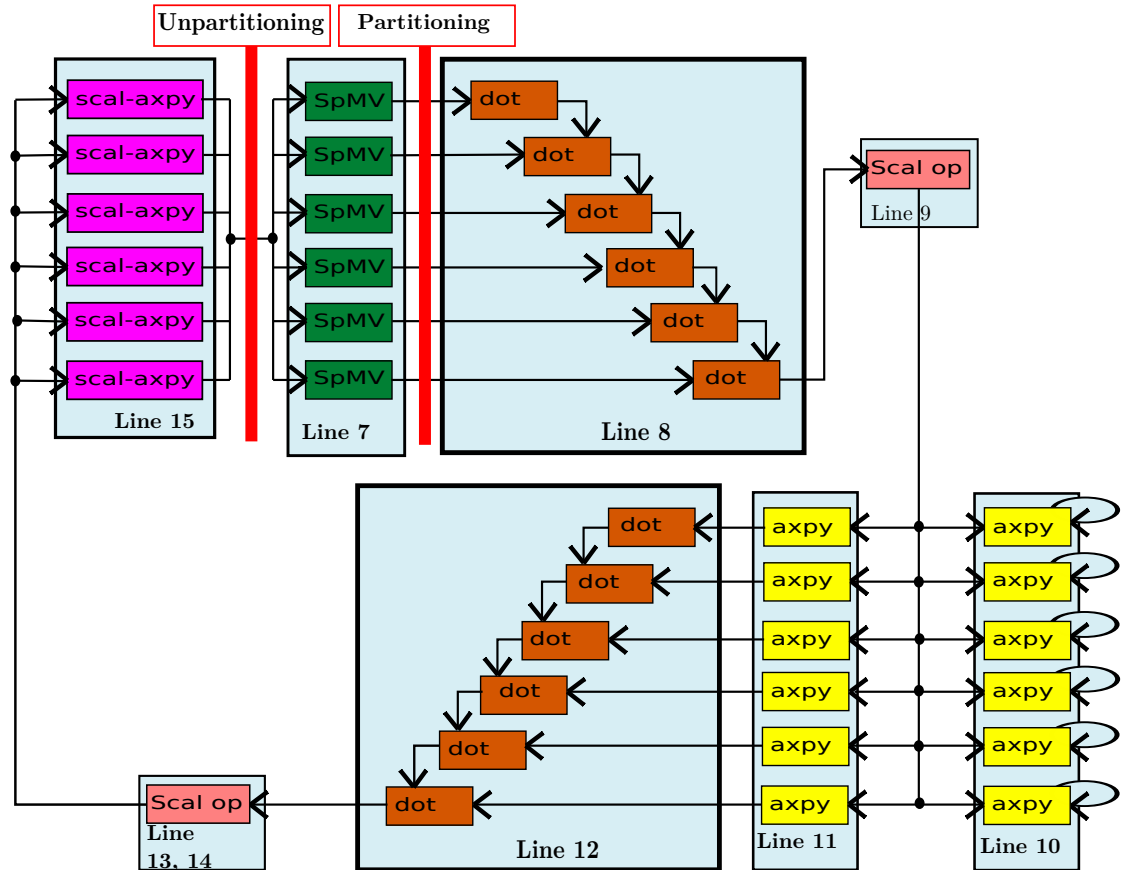 Unpartitioning
Partitioning
scal-axpy
scal-axpy
scal-axpy
scal-axpy
scal-axpy
scal-axpy
Line 15
SpMV
SpMV
SpMV
SpMV
SpMV
SpMV
Line 7
dot
dot
dot
dot
dot
dot
Line 8
Scal op
Line 9
dot
dot
dot
dot
dot
dot
Line 12
axpy
axpy
axpy
axpy
axpy
axpy
Line 11
axpy
axpy
axpy
axpy
axpy
axpy
Line 10
Scal op
Line
13, 14